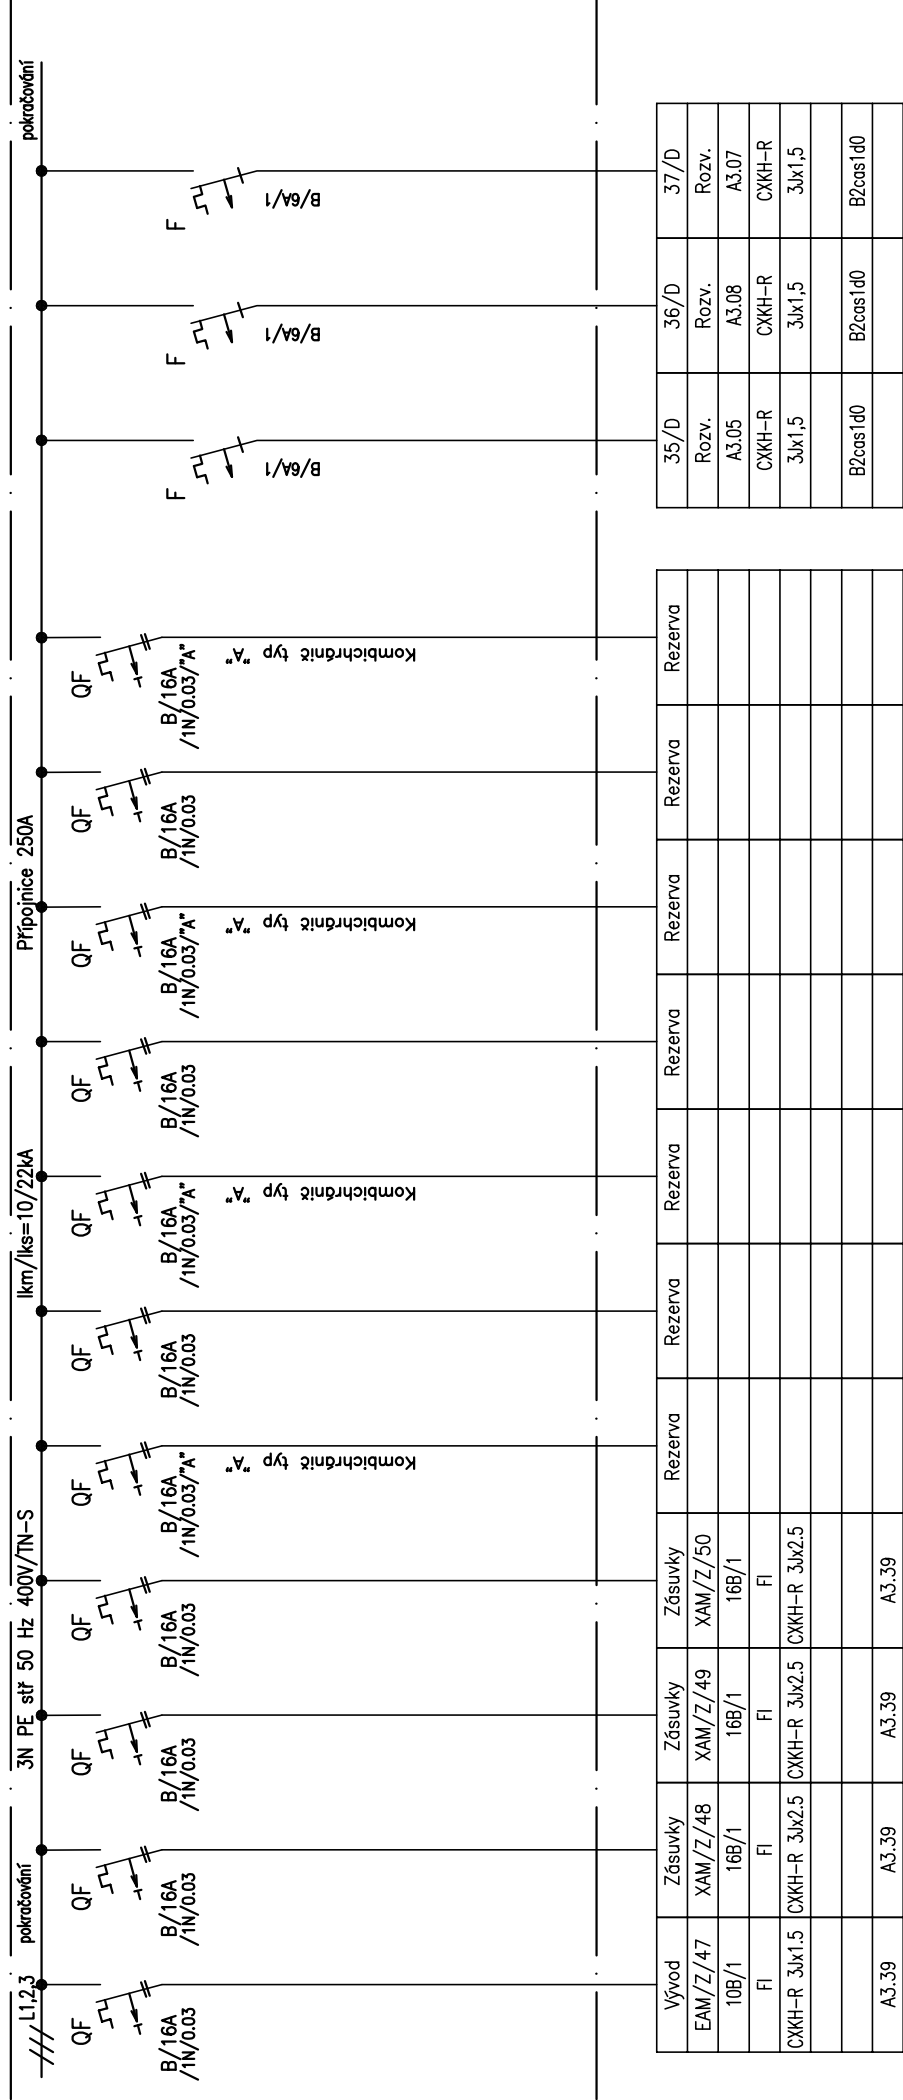 L1,2,3
pokračování
3N PE stř 50 Hz 400V/TN-S
Ikm/Iks=10/22kA
Přípojnice 250A
pokračování
QF
B/16A
/1N/0.03
QF
B/16A
/1N/0.03
QF
B/16A
/1N/0.03
QF
B/16A
/1N/0.03
QF
B/16A
/1N/0.03/"A"
Kombichránič typ "A"
QF
B/16A
/1N/0.03
QF
B/16A
/1N/0.03/"A"
Kombichránič typ "A"
QF
B/16A
/1N/0.03
QF
B/16A
/1N/0.03/"A"
Kombichránič typ "A"
QF
B/16A
/1N/0.03
QF
B/16A
/1N/0.03/"A"
Kombichránič typ "A"
F
B/6A/1
F
B/6A/1
F
B/6A/1
Vývod
EAM/Z/47
10B/1
FI
CXKH-R 3Jx1.5
A3.39
Zásuvky
XAM/Z/48
16B/1
FI
CXKH-R 3Jx2.5
A3.39
Zásuvky
XAM/Z/49
16B/1
FI
CXKH-R 3Jx2.5
A3.39
Zásuvky
XAM/Z/50
16B/1
FI
CXKH-R 3Jx2.5
A3.39
Rezerva
Rezerva
Rezerva
Rezerva
Rezerva
Rezerva
Rezerva
35/D
Rozv.
A3.05
CXKH-R
3Jx1,5
B2cas1d0
36/D
Rozv.
A3.08
CXKH-R
3Jx1,5
B2cas1d0
37/D
Rozv.
A3.07
CXKH-R
3Jx1,5
B2cas1d0